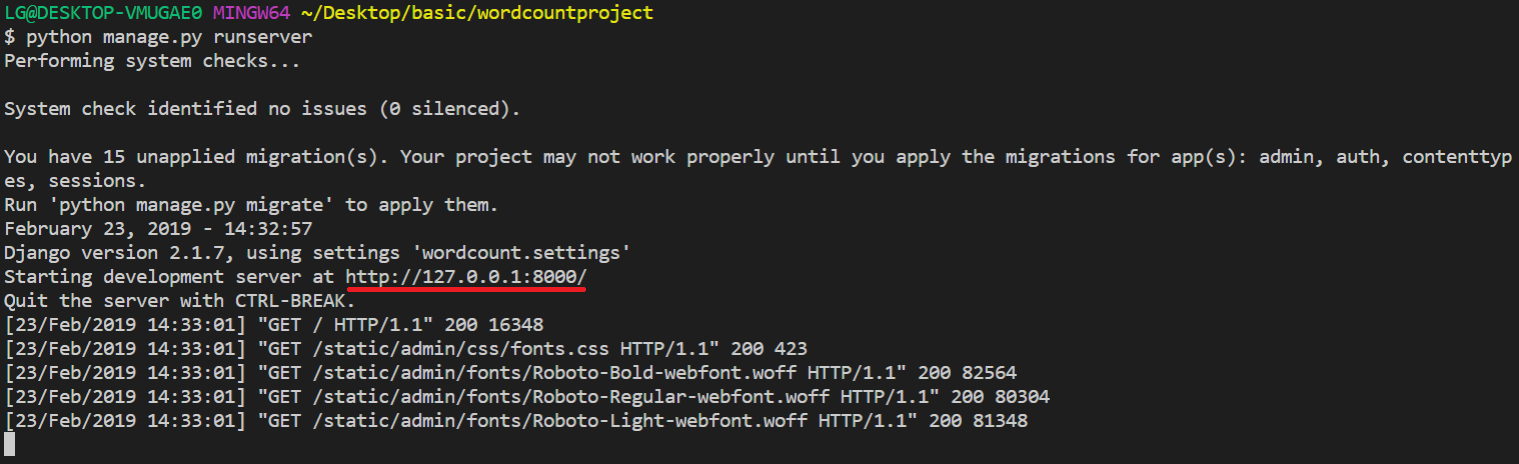 LG@DESKTOP-VMUGAE0 MINGW64 ~/Desktop/basic/wordcountproject
$ python manage.py runserver
Performing system checks...
System check identified no issues (0 silenced).
You have 15 unapplied migration(s). Your project may not work properly until you apply the migrations for app(s): admin, auth, contenttyp
es, sessions.
Run 'python manage.py migrate' to apply them.
February 23, 2019 - 14:32:57
Django version 2.1.7, using settings 'wordcount.settings'
Starting development server at http://127.0.0.1:8000/
Quit the server with CTRL-BREAK.
[23/Feb/2019 14:33:01] "GET / HTTP/1.1" 200 16348
[23/Feb/2019 14:33:01] "GET /static/admin/css/fonts.css HTTP/1.1" 200 423
[23/Feb/2019 14:33:01] "GET /static/admin/fonts/Roboto-Bold-webfont.woff HTTP/1.1" 200 82564
[23/Feb/2019 14:33:01] "GET /static/admin/fonts/Roboto-Regular-webfont.woff HTTP/1.1" 200 80304
[23/Feb/2019 14:33:01] "GET /static/admin/fonts/Roboto-Light-webfont.woff HTTP/1.1" 200 81348